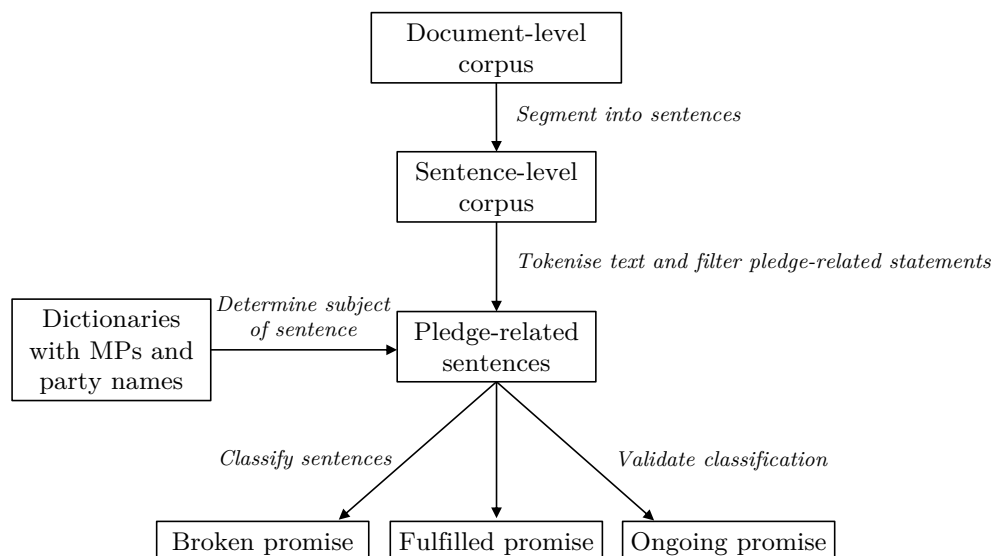 Document-level
corpus
Segment into sentences
Sentence-level
corpus
Tokenise text and filter pledge-related statements
Dictionaries
with MPs and
party names
Determine subject
of sentence
Pledge-related
sentences
Classify sentences
Validate classification
Broken promise
Fulfilled promise
Ongoing promise